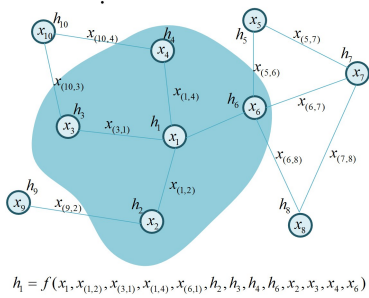 h₁₀
x₁₀
x₍₁₀,₄₎
h₄
x₄
x₅
h₅
x₍₅,₇₎
h₇
x₇
x₍₁₀,₃₎
x₍₁,₄₎
x₍₅,₆₎
h₃
x₃
x₍₃,₁₎
h₁
x₁
h₆
x₆
x₍₆,₇₎
x₍₁,₂₎
x₍₆,₈₎
x₍₇,₈₎
h₉
x₉
x₍₉,₂₎
h₂
x₂
h₈
x₈
h₁ = f(x₁, x₍₁,₂₎, x₍₃,₁₎, x₍₁,₄₎, x₍₆,₁₎, h₂, h₃, h₄, h₆, x₂, x₃, x₄, x₆)